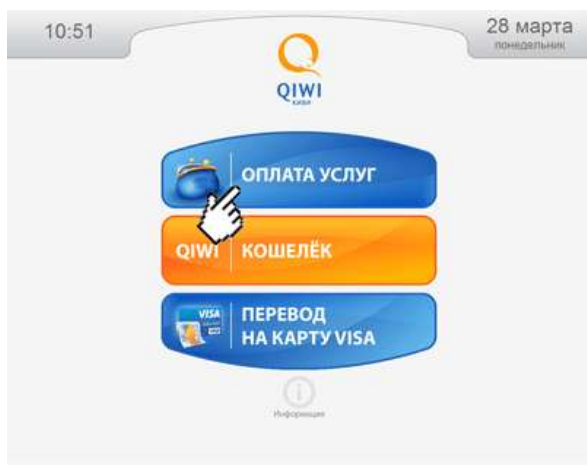 10:51
28 марта
понедельник
QIWI
киви
ОПЛАТА УСЛУГ
QIWI КОШЕЛЁК
VISA
ПЕРЕВОД
НА КАРТУ VISA
Информация